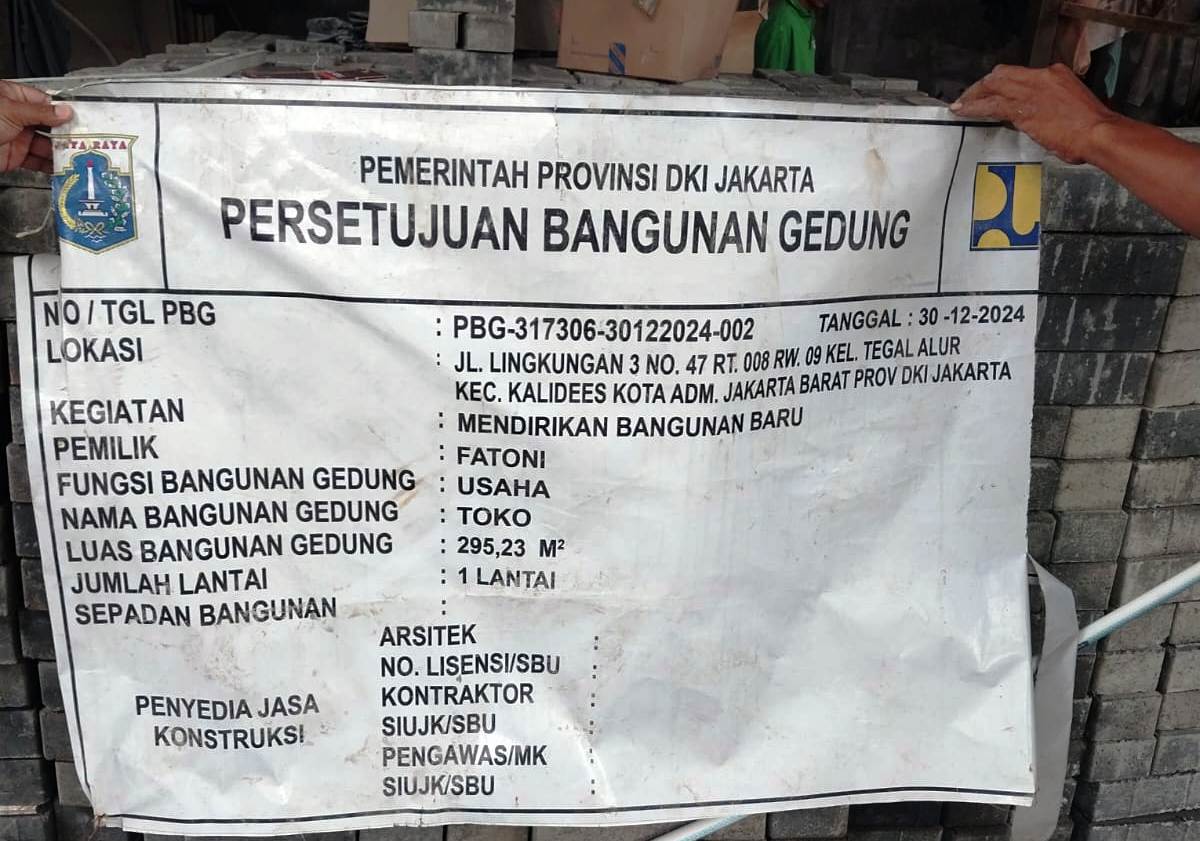 JAYA RAYA
PEMERINTAH PROVINSI DKI JAKARTA
PERSETUJUAN BANGUNAN GEDUNG
NO / TGL PBG : PBG-317306-30122024-002 TANGGAL : 30 -12-2024
LOKASI : JL. LINGKUNGAN 3 NO. 47 RT. 008 RW. 09 KEL. TEGAL ALUR
KEC. KALIDEES KOTA ADM. JAKARTA BARAT PROV DKI JAKARTA
KEGIATAN : MENDIRIKAN BANGUNAN BARU
PEMILIK : FATONI
FUNGSI BANGUNAN GEDUNG : USAHA
NAMA BANGUNAN GEDUNG : TOKO
LUAS BANGUNAN GEDUNG : 295,23 M²
JUMLAH LANTAI : 1 LANTAI
SEPADAN BANGUNAN :
PENYEDIA JASA
KONSTRUKSI
ARSITEK :
NO. LISENSI/SBU :
KONTRAKTOR :
SIUJK/SBU :
PENGAWAS/MK :
SIUJK/SBU :